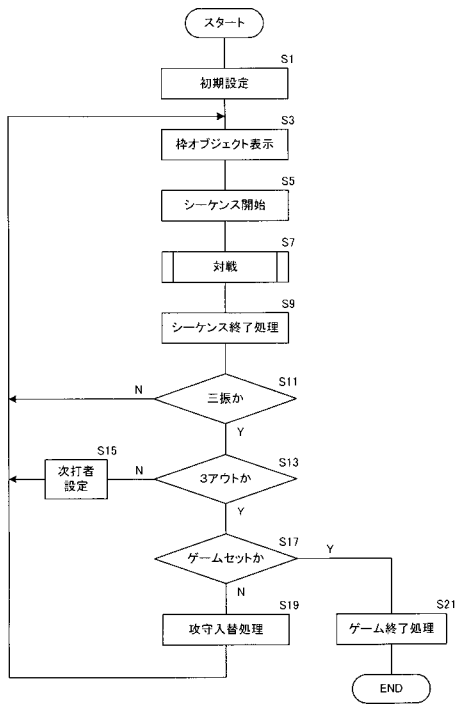 スタート
S1
初期設定
S3
枠オブジェクト表示
S5
シーケンス開始
S7
対戦
S9
シーケンス終了処理
S11
三振か
N
Y
S13
3アウトか
N
S15
次打者
設定
Y
S17
ゲームセットか
Y
N
S19
攻守入替処理
S21
ゲーム終了処理
END